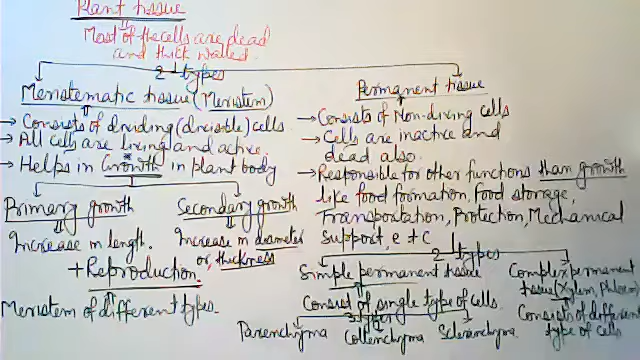 Plant tissue
Most of the cells are dead
and thick walled.
2 types
Meristematic tissue (Meristem)
→ Consists of dividing (divisible) cells
→ All cells are living and active.
→ Helps in Growth in plant body
Primary growth
Increase in length.
Secondary growth
Increase in diameter
or, thickness
+ Reproduction.
Meristem of different types.
Permanent tissue
→ Consists of Non-dividing cells
→ Cells are inactive and
dead also.
→ Responsible for other functions than growth
like food formation, Food storage,
Transportation, Protection, Mechanical
Support, etc
2 types
Simple permanent tissue
Consist of single type of cells.
3 types
Parenchyma
Collenchyma
Sclerenchyma
Complex permanent
tissue (Xylem, Phloem)
Consists of different
type of cells